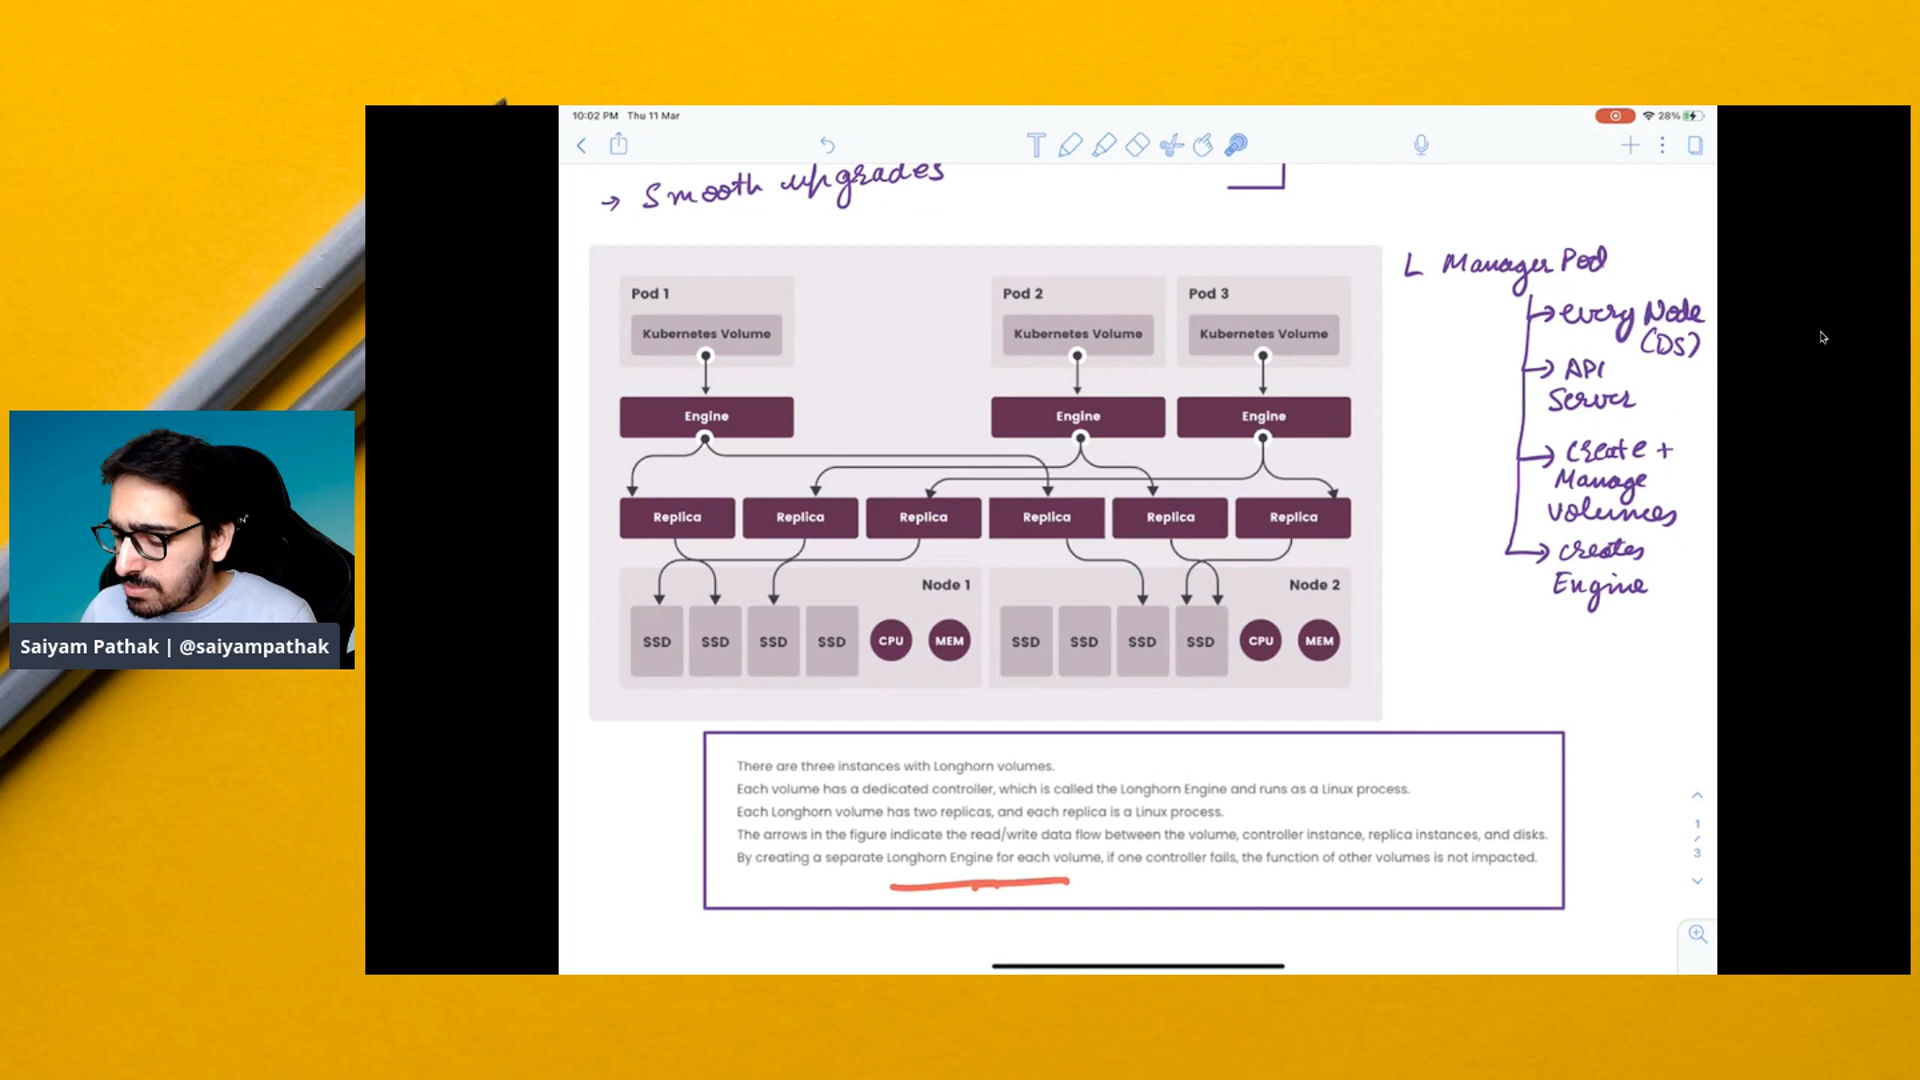 10:02 PM Thu 11 Mar
28%
→ Smooth upgrades
Pod 1
Kubernetes Volume
Pod 2
Kubernetes Volume
Pod 3
Kubernetes Volume
Engine
Engine
Engine
Replica
Replica
Replica
Replica
Replica
Replica
Node 1
SSD
SSD
SSD
SSD
CPU
MEM
Node 2
SSD
SSD
SSD
SSD
CPU
MEM
L Manager Pod
→ every Node
(DS)
→ API
Server
→ Create +
Manage
volumes
→ creates
Engine
There are three instances with Longhorn volumes.
Each volume has a dedicated controller, which is called the Longhorn Engine and runs as a Linux process.
Each Longhorn volume has two replicas, and each replica is a Linux process.
The arrows in the figure indicate the read/write data flow between the volume, controller instance, replica instances, and disks.
By creating a separate Longhorn Engine for each volume, if one controller fails, the function of other volumes is not impacted.
1
/
3
Saiyam Pathak | @saiyampathak